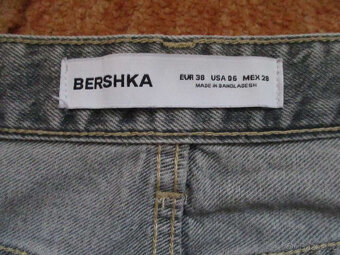 BERSHKA
EUR 38 USA 06 MEX 28
MADE IN BANGLADESH